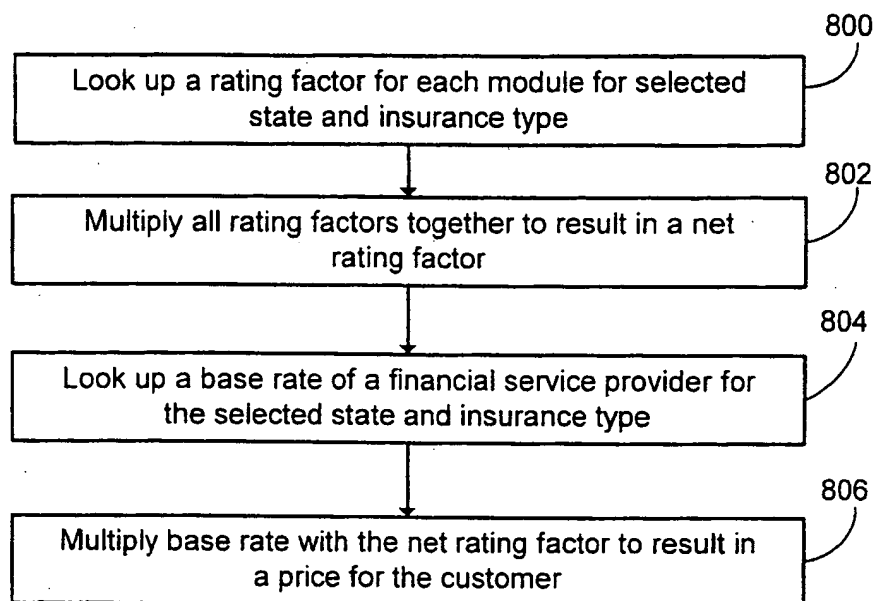 800
Look up a rating factor for each module for selected
state and insurance type
802
Multiply all rating factors together to result in a net
rating factor
804
Look up a base rate of a financial service provider for
the selected state and insurance type
806
Multiply base rate with the net rating factor to result in
a price for the customer